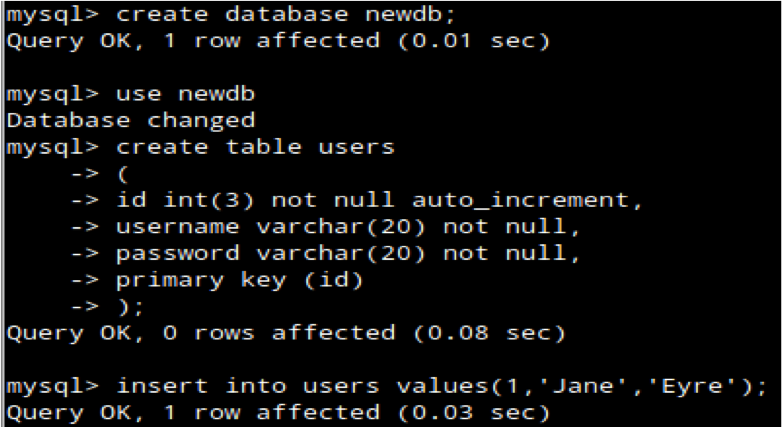 mysql> create database newdb;
Query OK, 1 row affected (0.01 sec)

mysql> use newdb
Database changed
mysql> create table users
    -> (
    -> id int(3) not null auto_increment,
    -> username varchar(20) not null,
    -> password varchar(20) not null,
    -> primary key (id)
    -> );
Query OK, 0 rows affected (0.08 sec)

mysql> insert into users values(1,'Jane','Eyre');
Query OK, 1 row affected (0.03 sec)